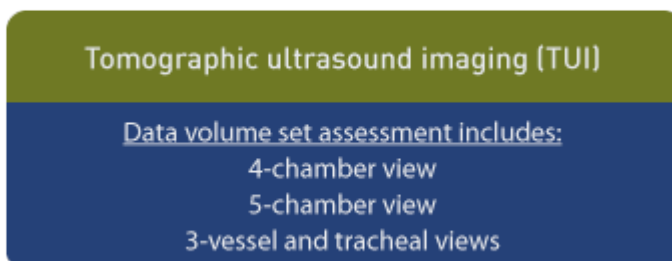 Tomographic ultrasound imaging (TUI)
Data volume set assessment includes:
4-chamber view
5-chamber view
3-vessel and tracheal views